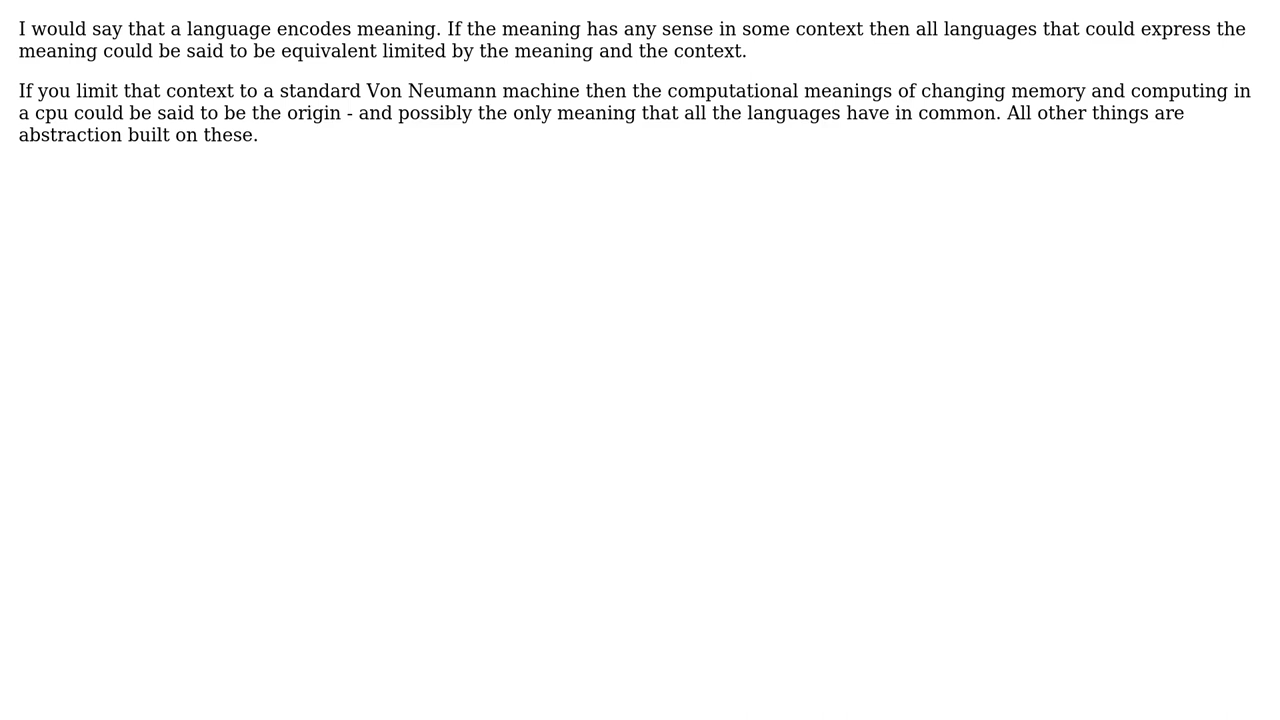 I would say that a language encodes meaning. If the meaning has any sense in some context then all languages that could express the
meaning could be said to be equivalent limited by the meaning and the context.
If you limit that context to a standard Von Neumann machine then the computational meanings of changing memory and computing in
a cpu could be said to be the origin - and possibly the only meaning that all the languages have in common. All other things are
abstraction built on these.